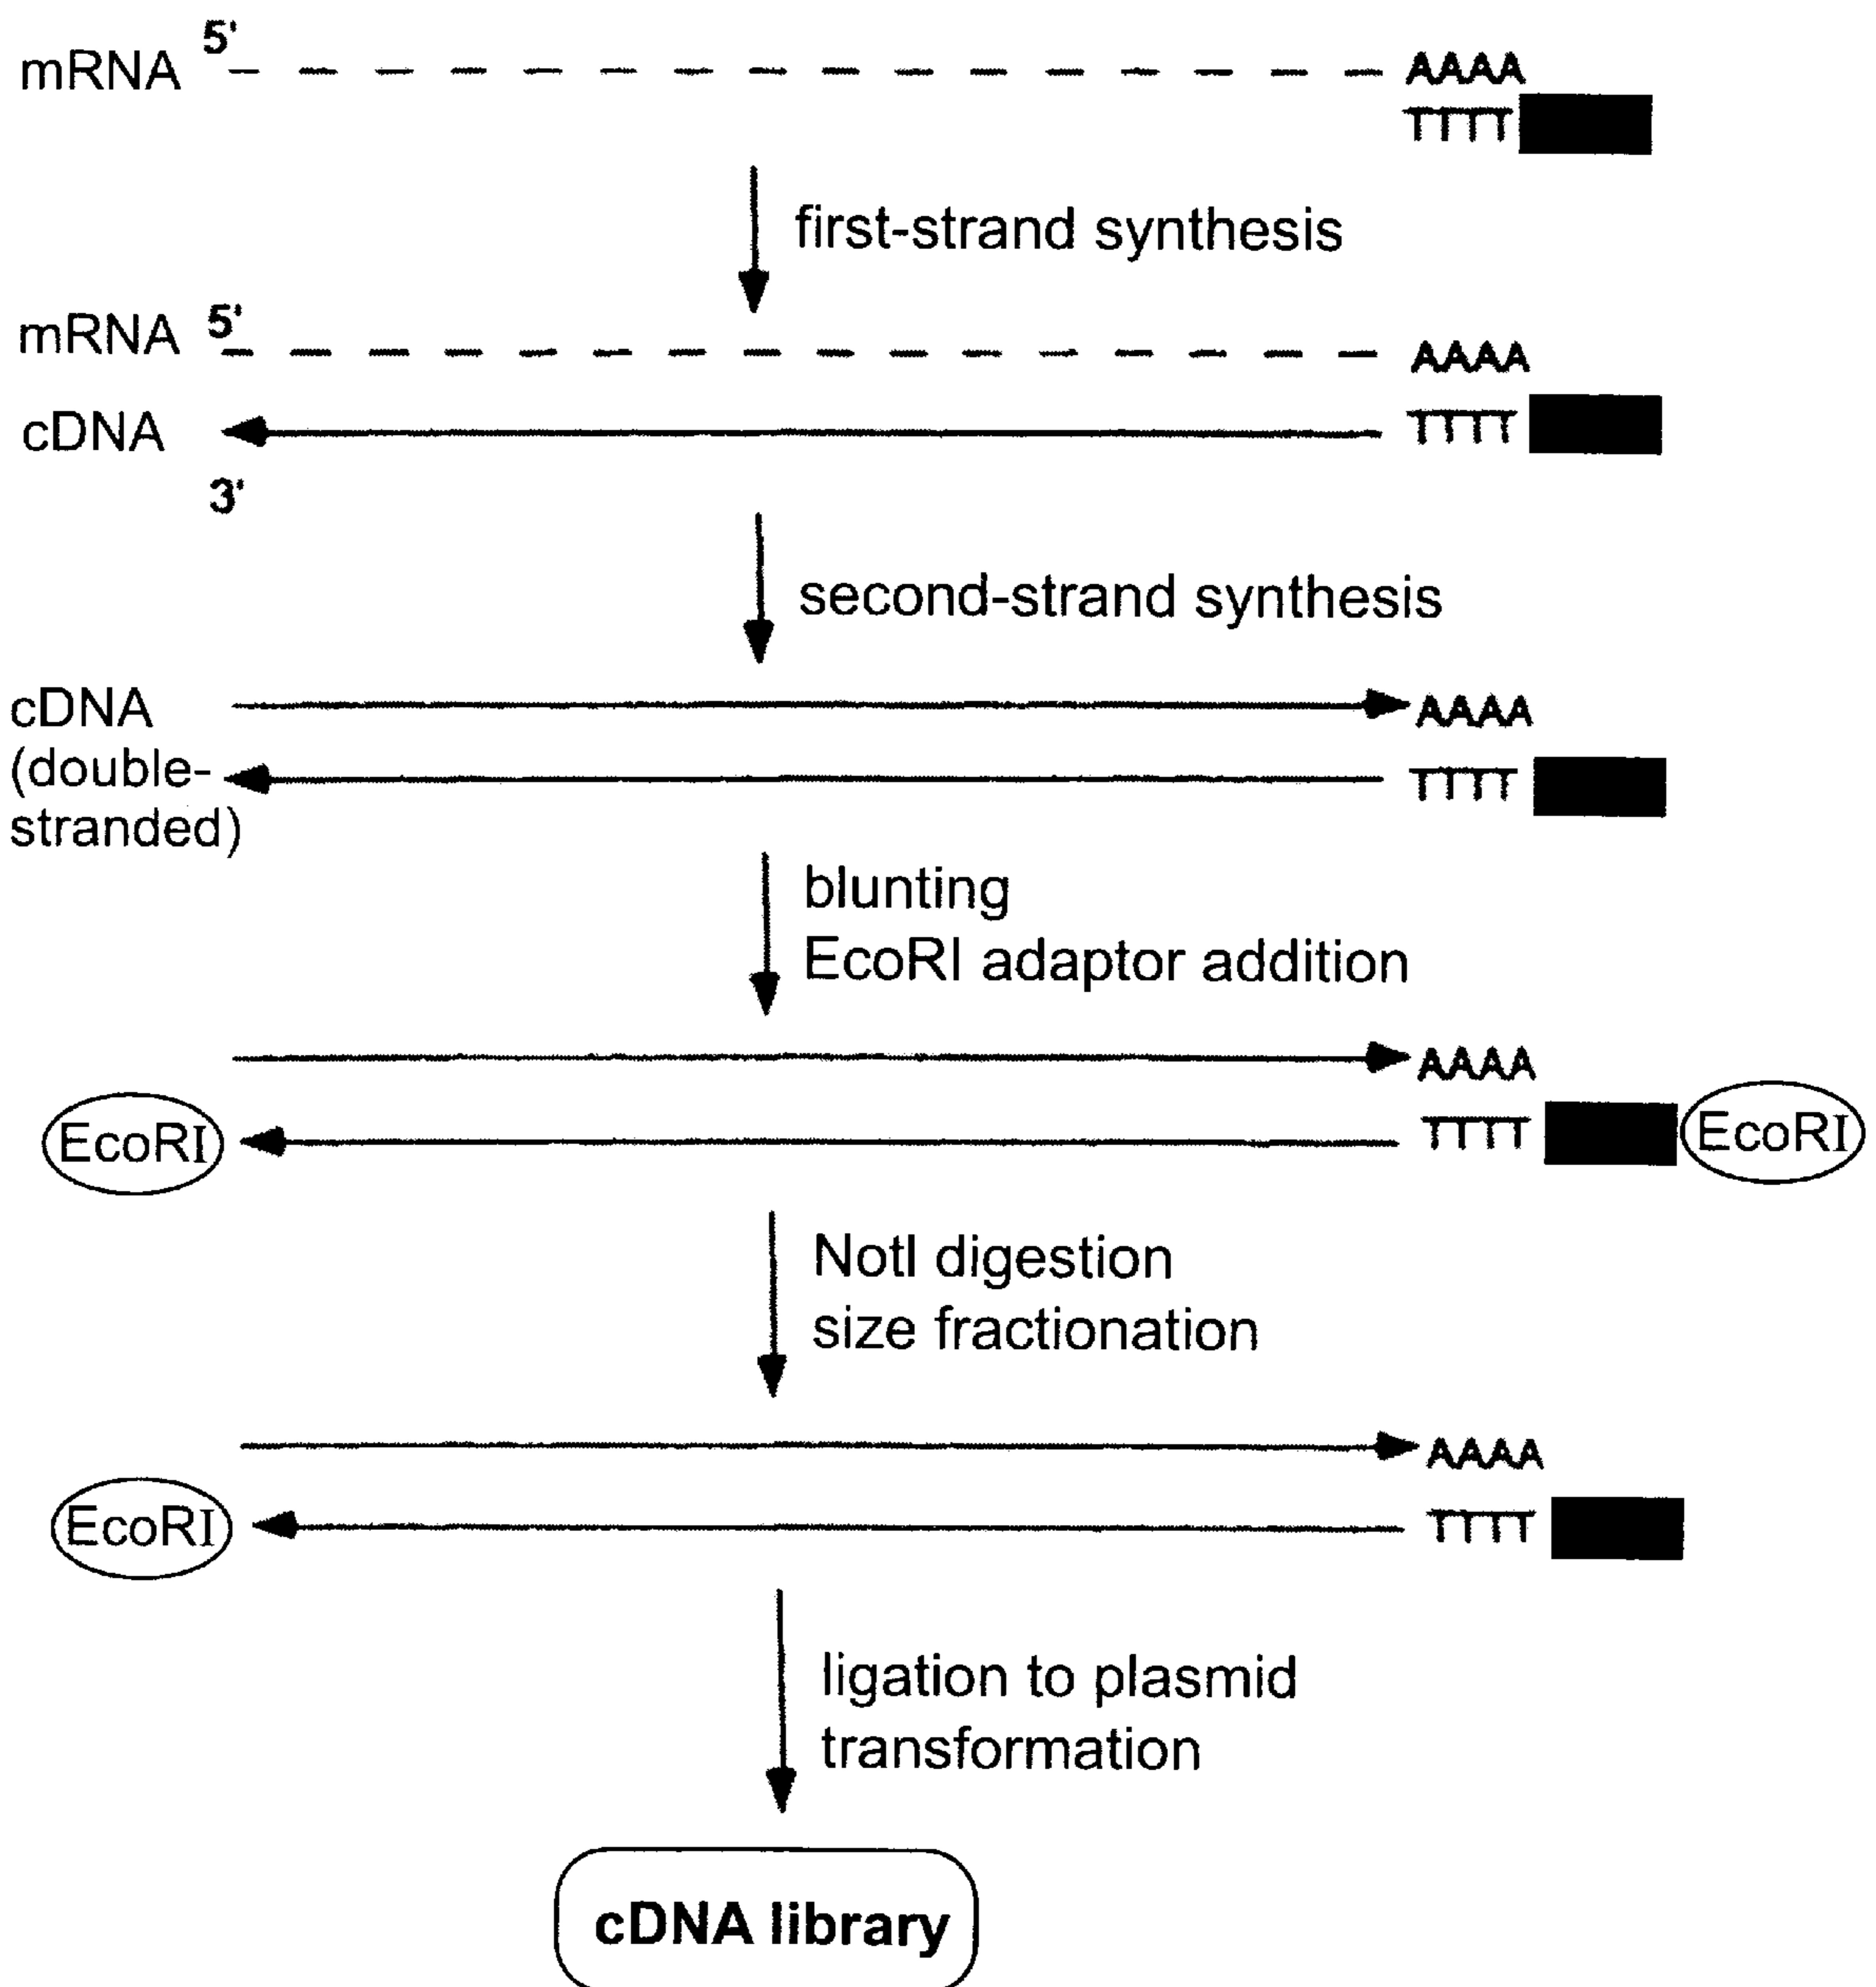 5'
mRNA AAAA
TTTT
first-strand synthesis
5'
mRNA AAAA
cDNA TTTT
3'
second-strand synthesis
cDNA AAAA
(double- TTTT
stranded)
blunting
EcoRI adaptor addition
AAAA
EcoRI TTTT EcoRI
NotI digestion
size fractionation
AAAA
EcoRI TTTT
ligation to plasmid
transformation
cDNA library